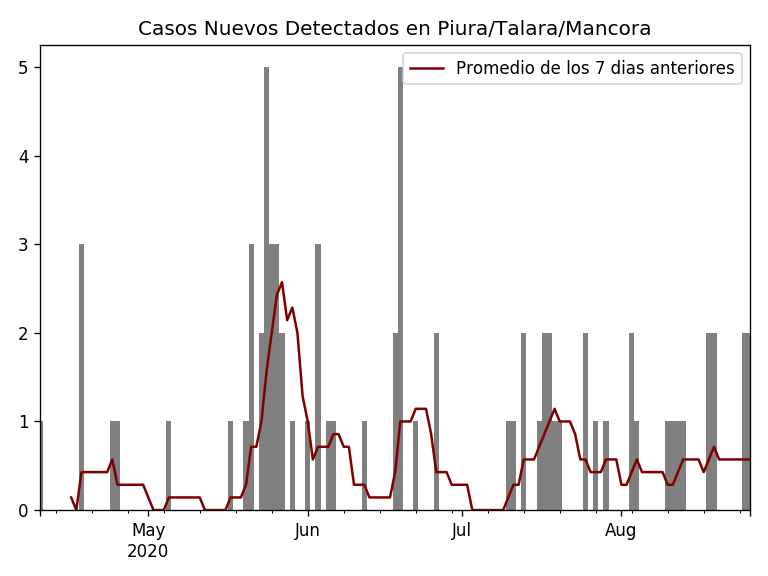 Casos Nuevos Detectados en Piura/Talara/Mancora
Promedio de los 7 dias anteriores
5
4
3
2
1
0
May
2020
Jun
Jul
Aug